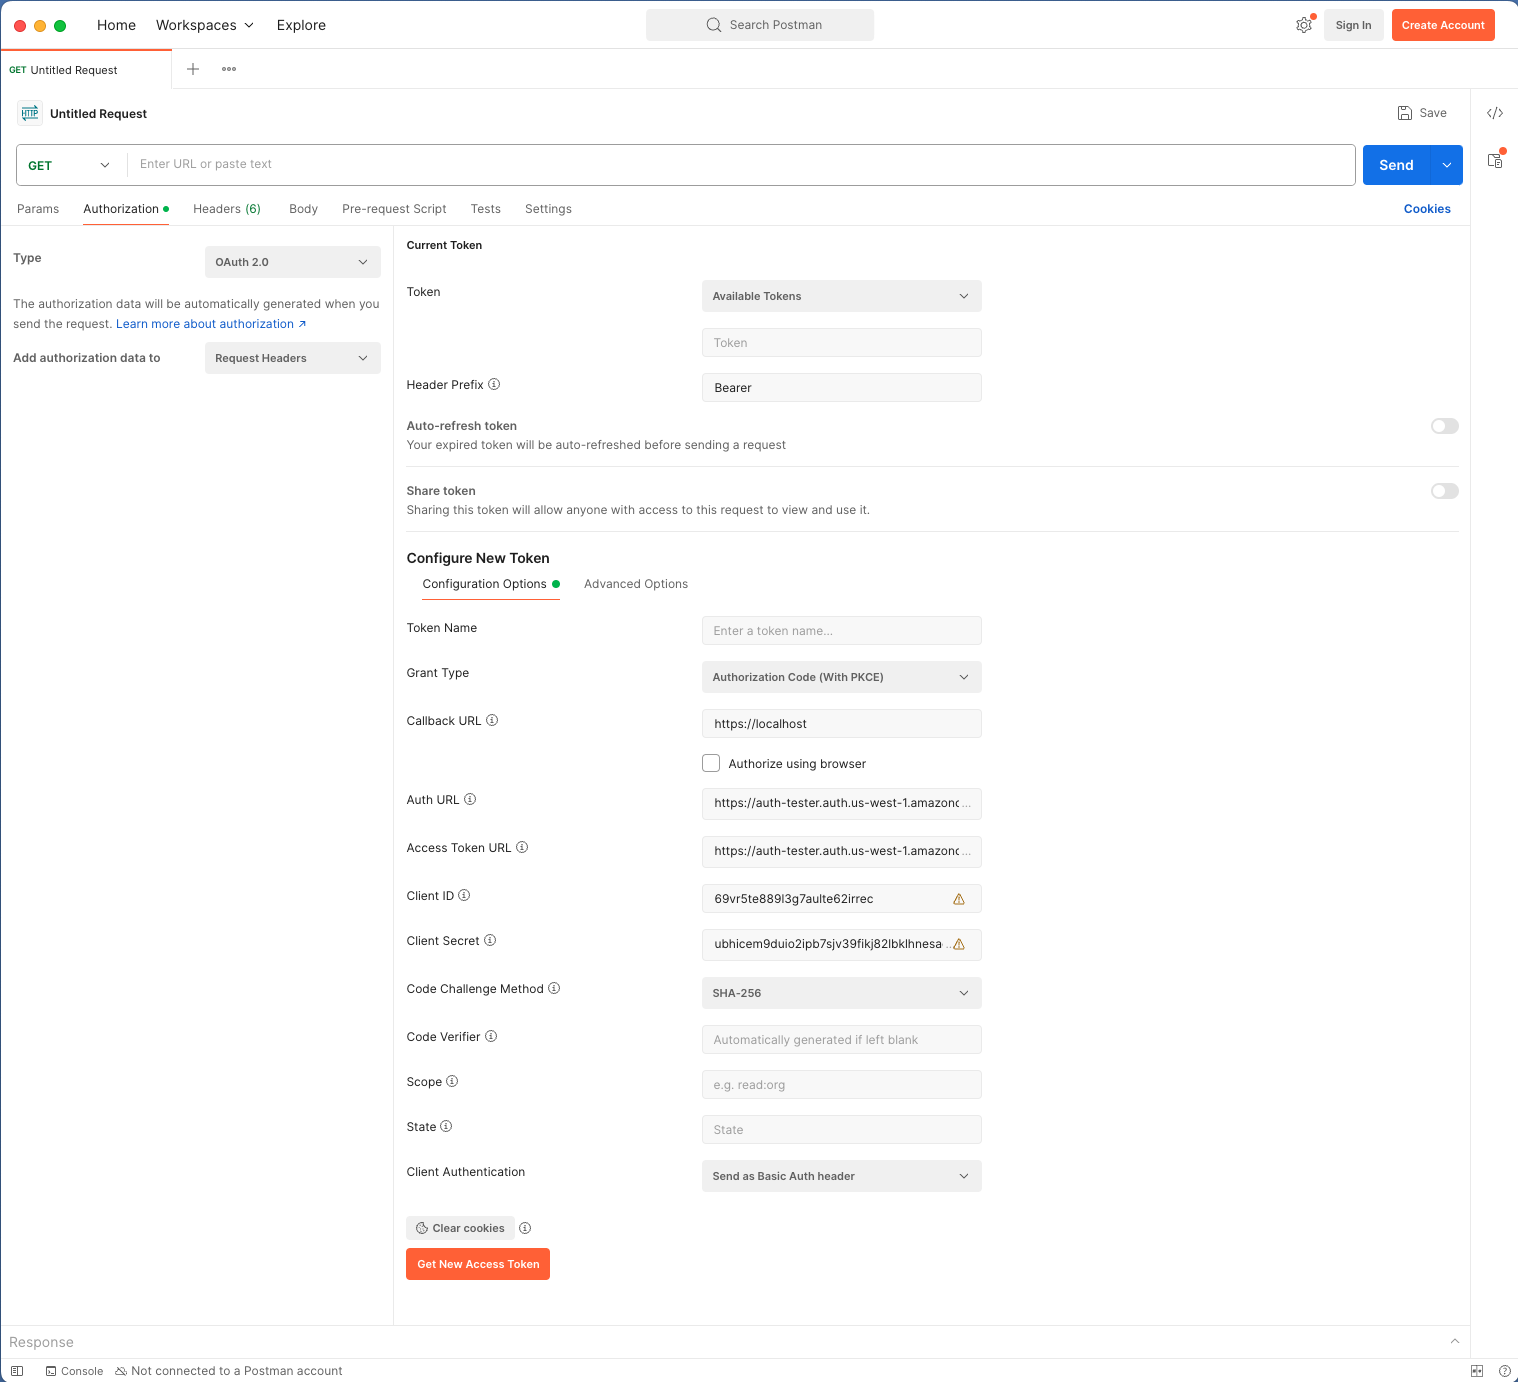 Home Workspaces Explore Search Postman Sign In Create Account
GET Untitled Request
HTTP Untitled Request Save
GET Enter URL or paste text Send
Params Authorization Headers (6) Body Pre-request Script Tests Settings Cookies
Type OAuth 2.0
The authorization data will be automatically generated when you
send the request. Learn more about authorization ↗
Add authorization data to Request Headers
Current Token
Token Available Tokens
Token
Header Prefix Bearer
Auto-refresh token
Your expired token will be auto-refreshed before sending a request
Share token
Sharing this token will allow anyone with access to this request to view and use it.
Configure New Token
Configuration Options Advanced Options
Token Name Enter a token name...
Grant Type Authorization Code (With PKCE)
Callback URL https://localhost
Authorize using browser
Auth URL https://auth-tester.auth.us-west-1.amazonc...
Access Token URL https://auth-tester.auth.us-west-1.amazonc...
Client ID 69vr5te889l3g7aulte62irrec
Client Secret ubhicem9duio2ipb7sjv39fikj82lbklhnesa...
Code Challenge Method SHA-256
Code Verifier Automatically generated if left blank
Scope e.g. read:org
State State
Client Authentication Send as Basic Auth header
Clear cookies
Get New Access Token
Response
Console Not connected to a Postman account